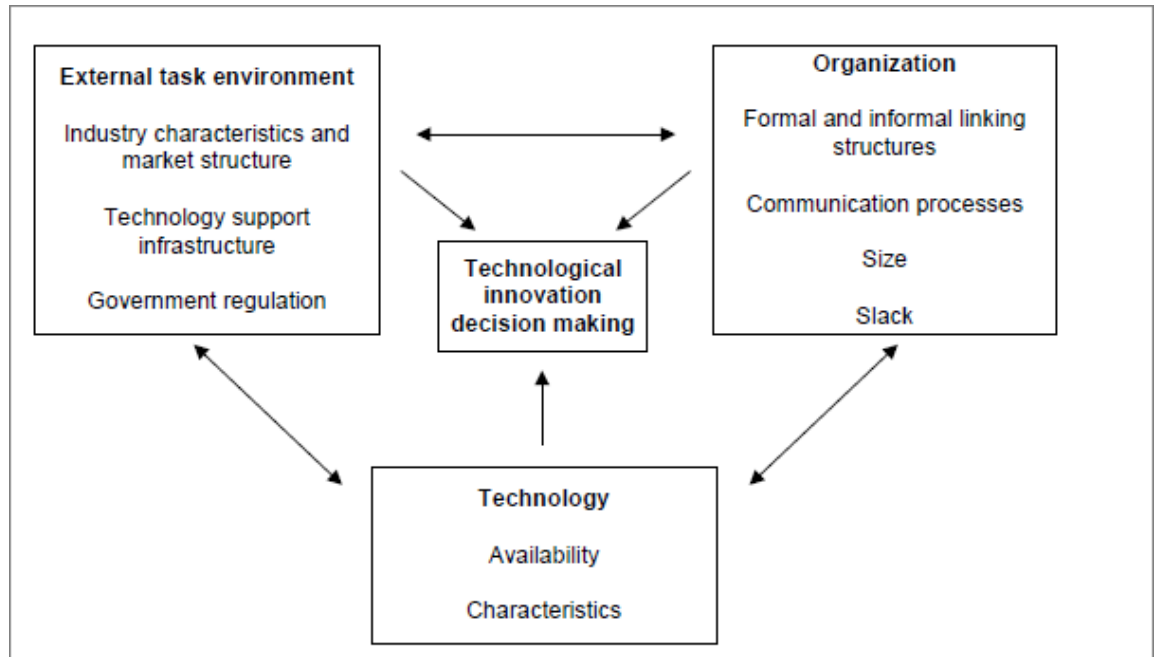 External task environment
Industry characteristics and
market structure
Technology support
infrastructure
Government regulation
Organization
Formal and informal linking
structures
Communication processes
Size
Slack
Technological
innovation
decision making
Technology
Availability
Characteristics